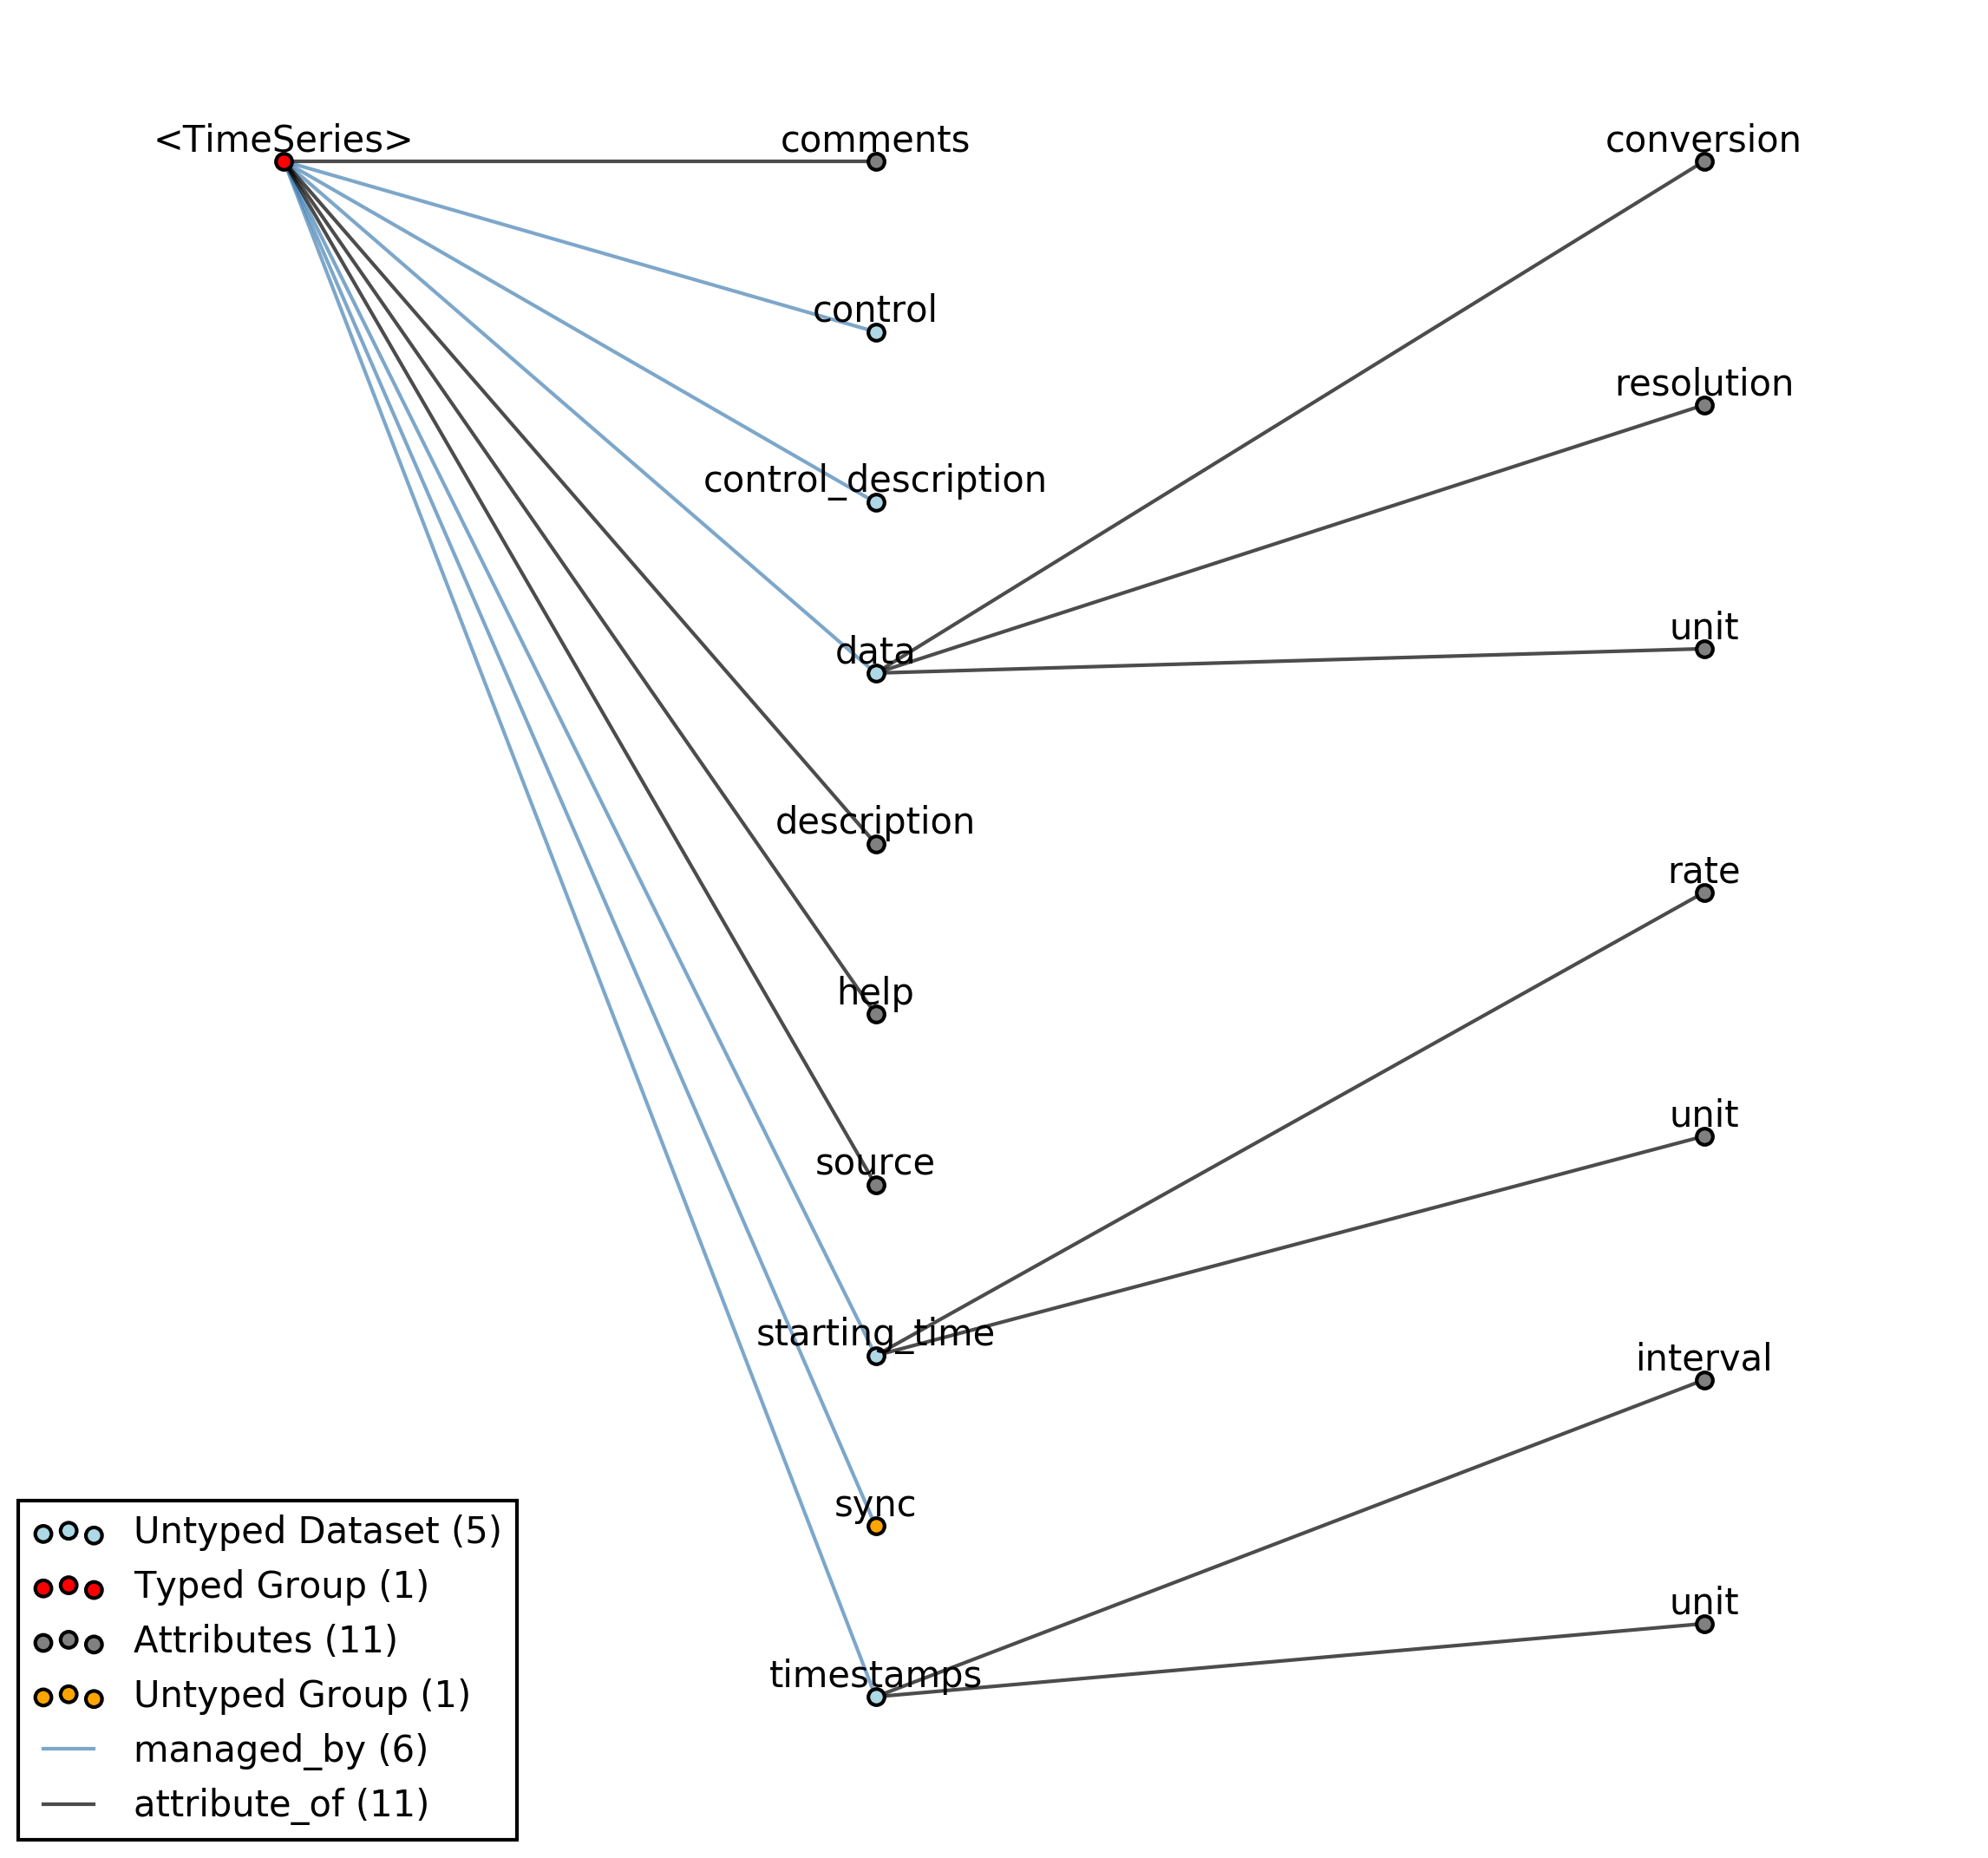 <TimeSeries>
comments
conversion
control
resolution
control_description
unit
data
description
rate
help
unit
source
starting_time
interval
sync
unit
timestamps
Untyped Dataset (5)
Typed Group (1)
Attributes (11)
Untyped Group (1)
managed_by (6)
attribute_of (11)